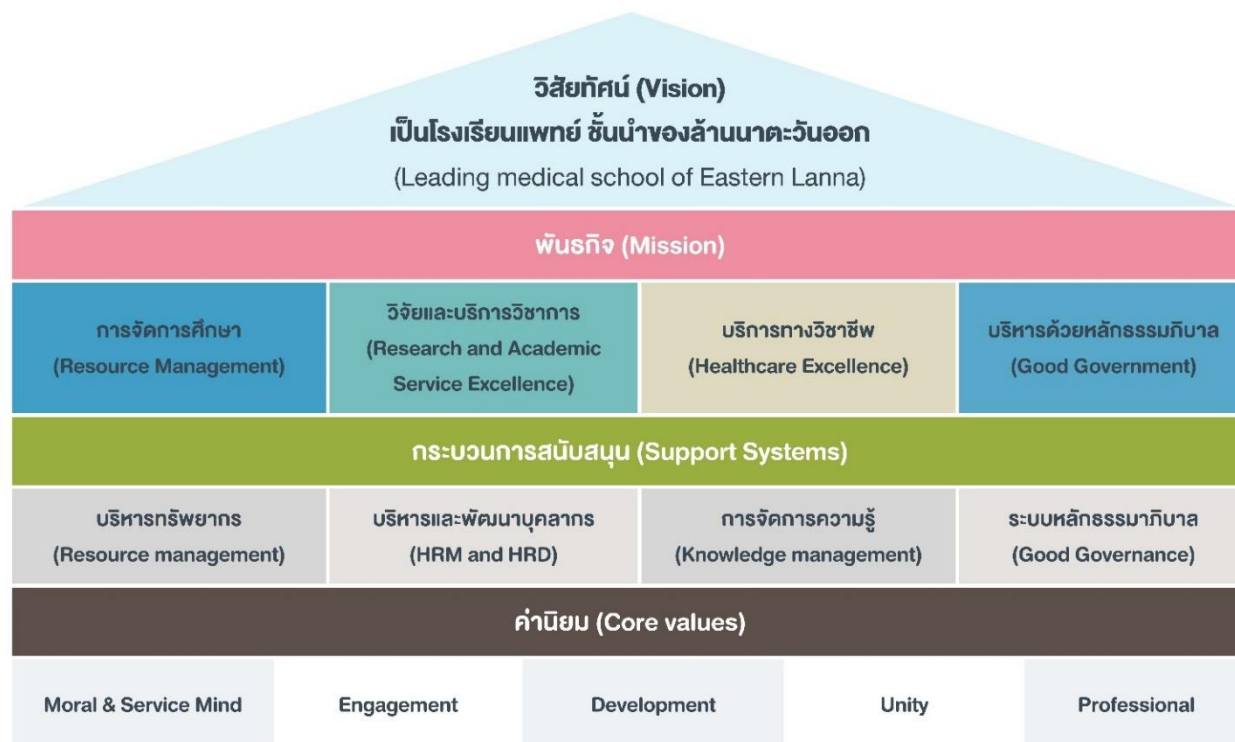 วิสัยทัศน์ (Vision)
เป็นโรงเรียนแพทย์ ชั้นนำของล้านนาตะวันออก
(Leading medical school of Eastern Lanna)
พันธกิจ (Mission)
การจัดการศึกษา
(Resource Management)
วิจัยและบริการวิชาการ
(Research and Academic
Service Excellence)
บริการทางวิชาชีพ
(Healthcare Excellence)
บริหารด้วยหลักธรรมภิบาล
(Good Government)
กระบวนการสนับสนุน (Support Systems)
บริหารทรัพยากร
(Resource management)
บริหารและพัฒนาบุคลากร
(HRM and HRD)
การจัดการความรู้
(Knowledge management)
ระบบหลักธรรมาภิบาล
(Good Governance)
ค่านิยม (Core values)
Moral & Service Mind
Engagement
Development
Unity
Professional